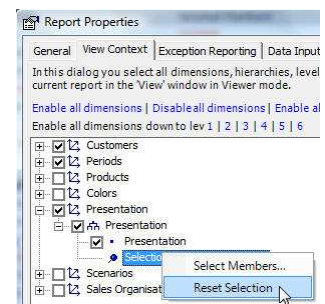 Report Properties
General View Context Exception Reporting Data Input
In this dialog you select all dimensions, hierarchies, level
current report in the 'View' window in Viewer mode.
Enable all dimensions | Disable all dimensions | Enable al
Enable all dimensions down to lev 1 | 2 | 3 | 4 | 5 | 6
Customers
Periods
Products
Colors
Presentation
Presentation
Presentation
Selectio
Select Members...
Scenarios
Reset Selection
Sales Organisat